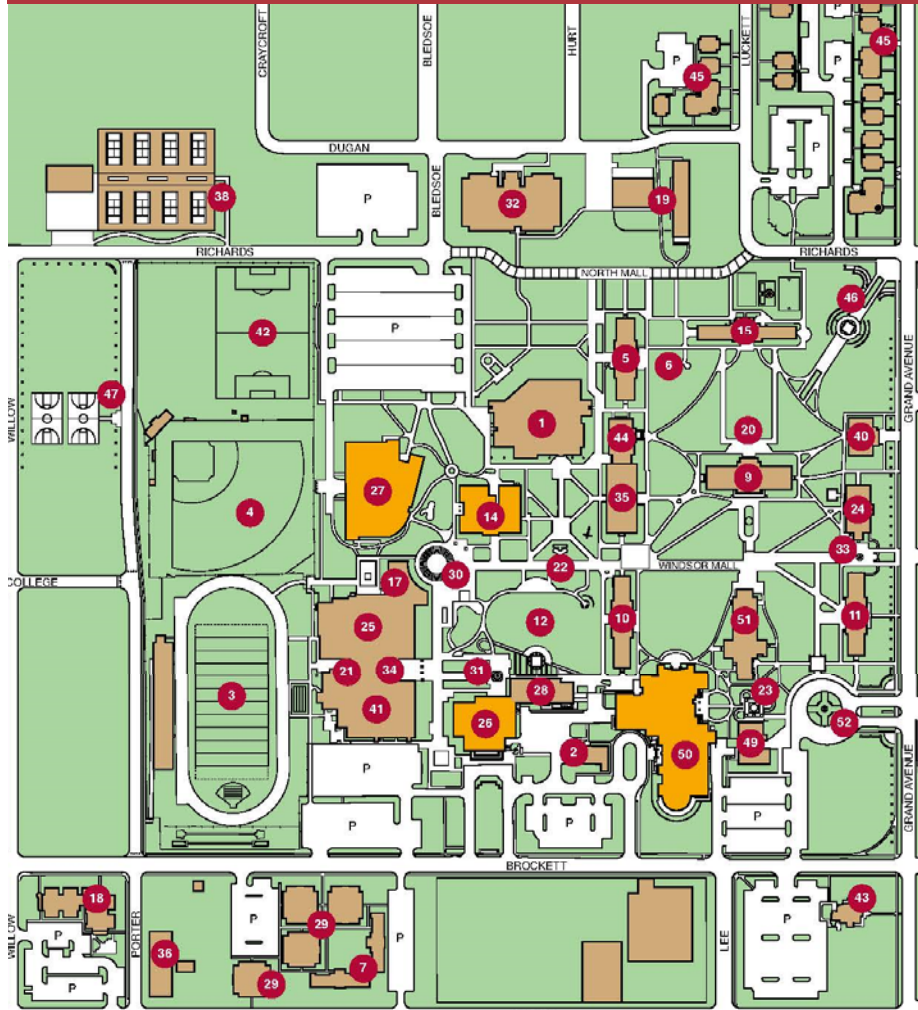 CRAYCROFT
BLEDSOE
HURT
LUCKETT
P
45
P
P
45
DUGAN
P
38
P
BLEDSOE
32
19
RICHARDS
NORTH MALL
RICHARDS
42
P
46
15
5
6
GRAND AVENUE
47
WILLOW
1
44
20
40
27
9
4
14
35
24
33
COLLEGE
17
30
22
WINDSOR MALL
25
12
10
51
11
21
34
31
3
28
23
41
26
52
2
50
49
P
GRAND AVENUE
P
P
P
BROCKETT
18
WILLOW
P
P
PORTER
36
P
29
29
7
P
LEE
P
43